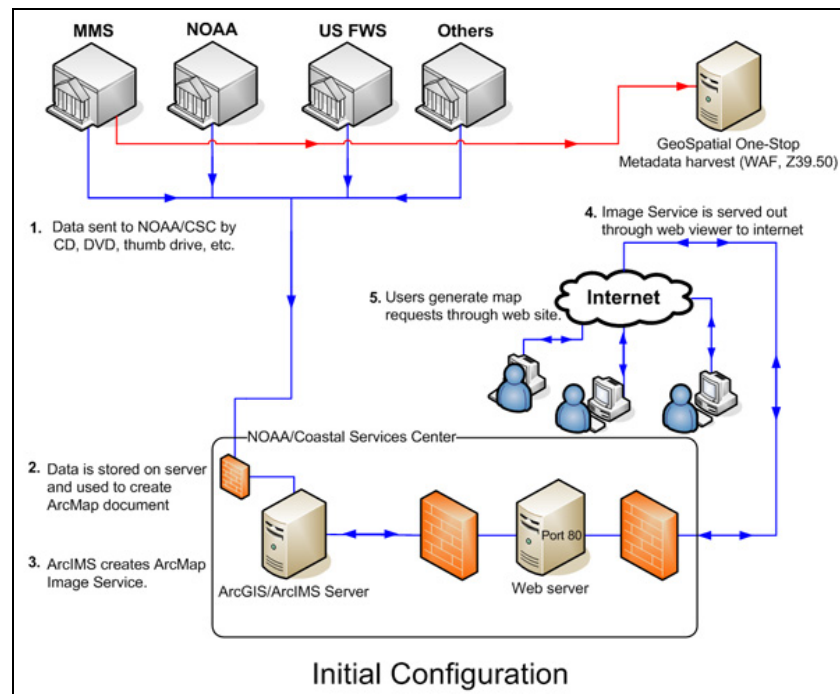 MMS
NOAA
US FWS
Others
GeoSpatial One-Stop
Metadata harvest (WAF, Z39.50)
1. Data sent to NOAA/CSC by
CD, DVD, thumb drive, etc.
4. Image Service is served out
through web viewer to internet
Internet
5. Users generate map
requests through web site.
NOAA/Coastal Services Center
2. Data is stored on server
and used to create
ArcMap document
Port 80
3. ArcIMS creates ArcMap
Image Service.
ArcGIS/ArcIMS Server
Web server
Initial Configuration